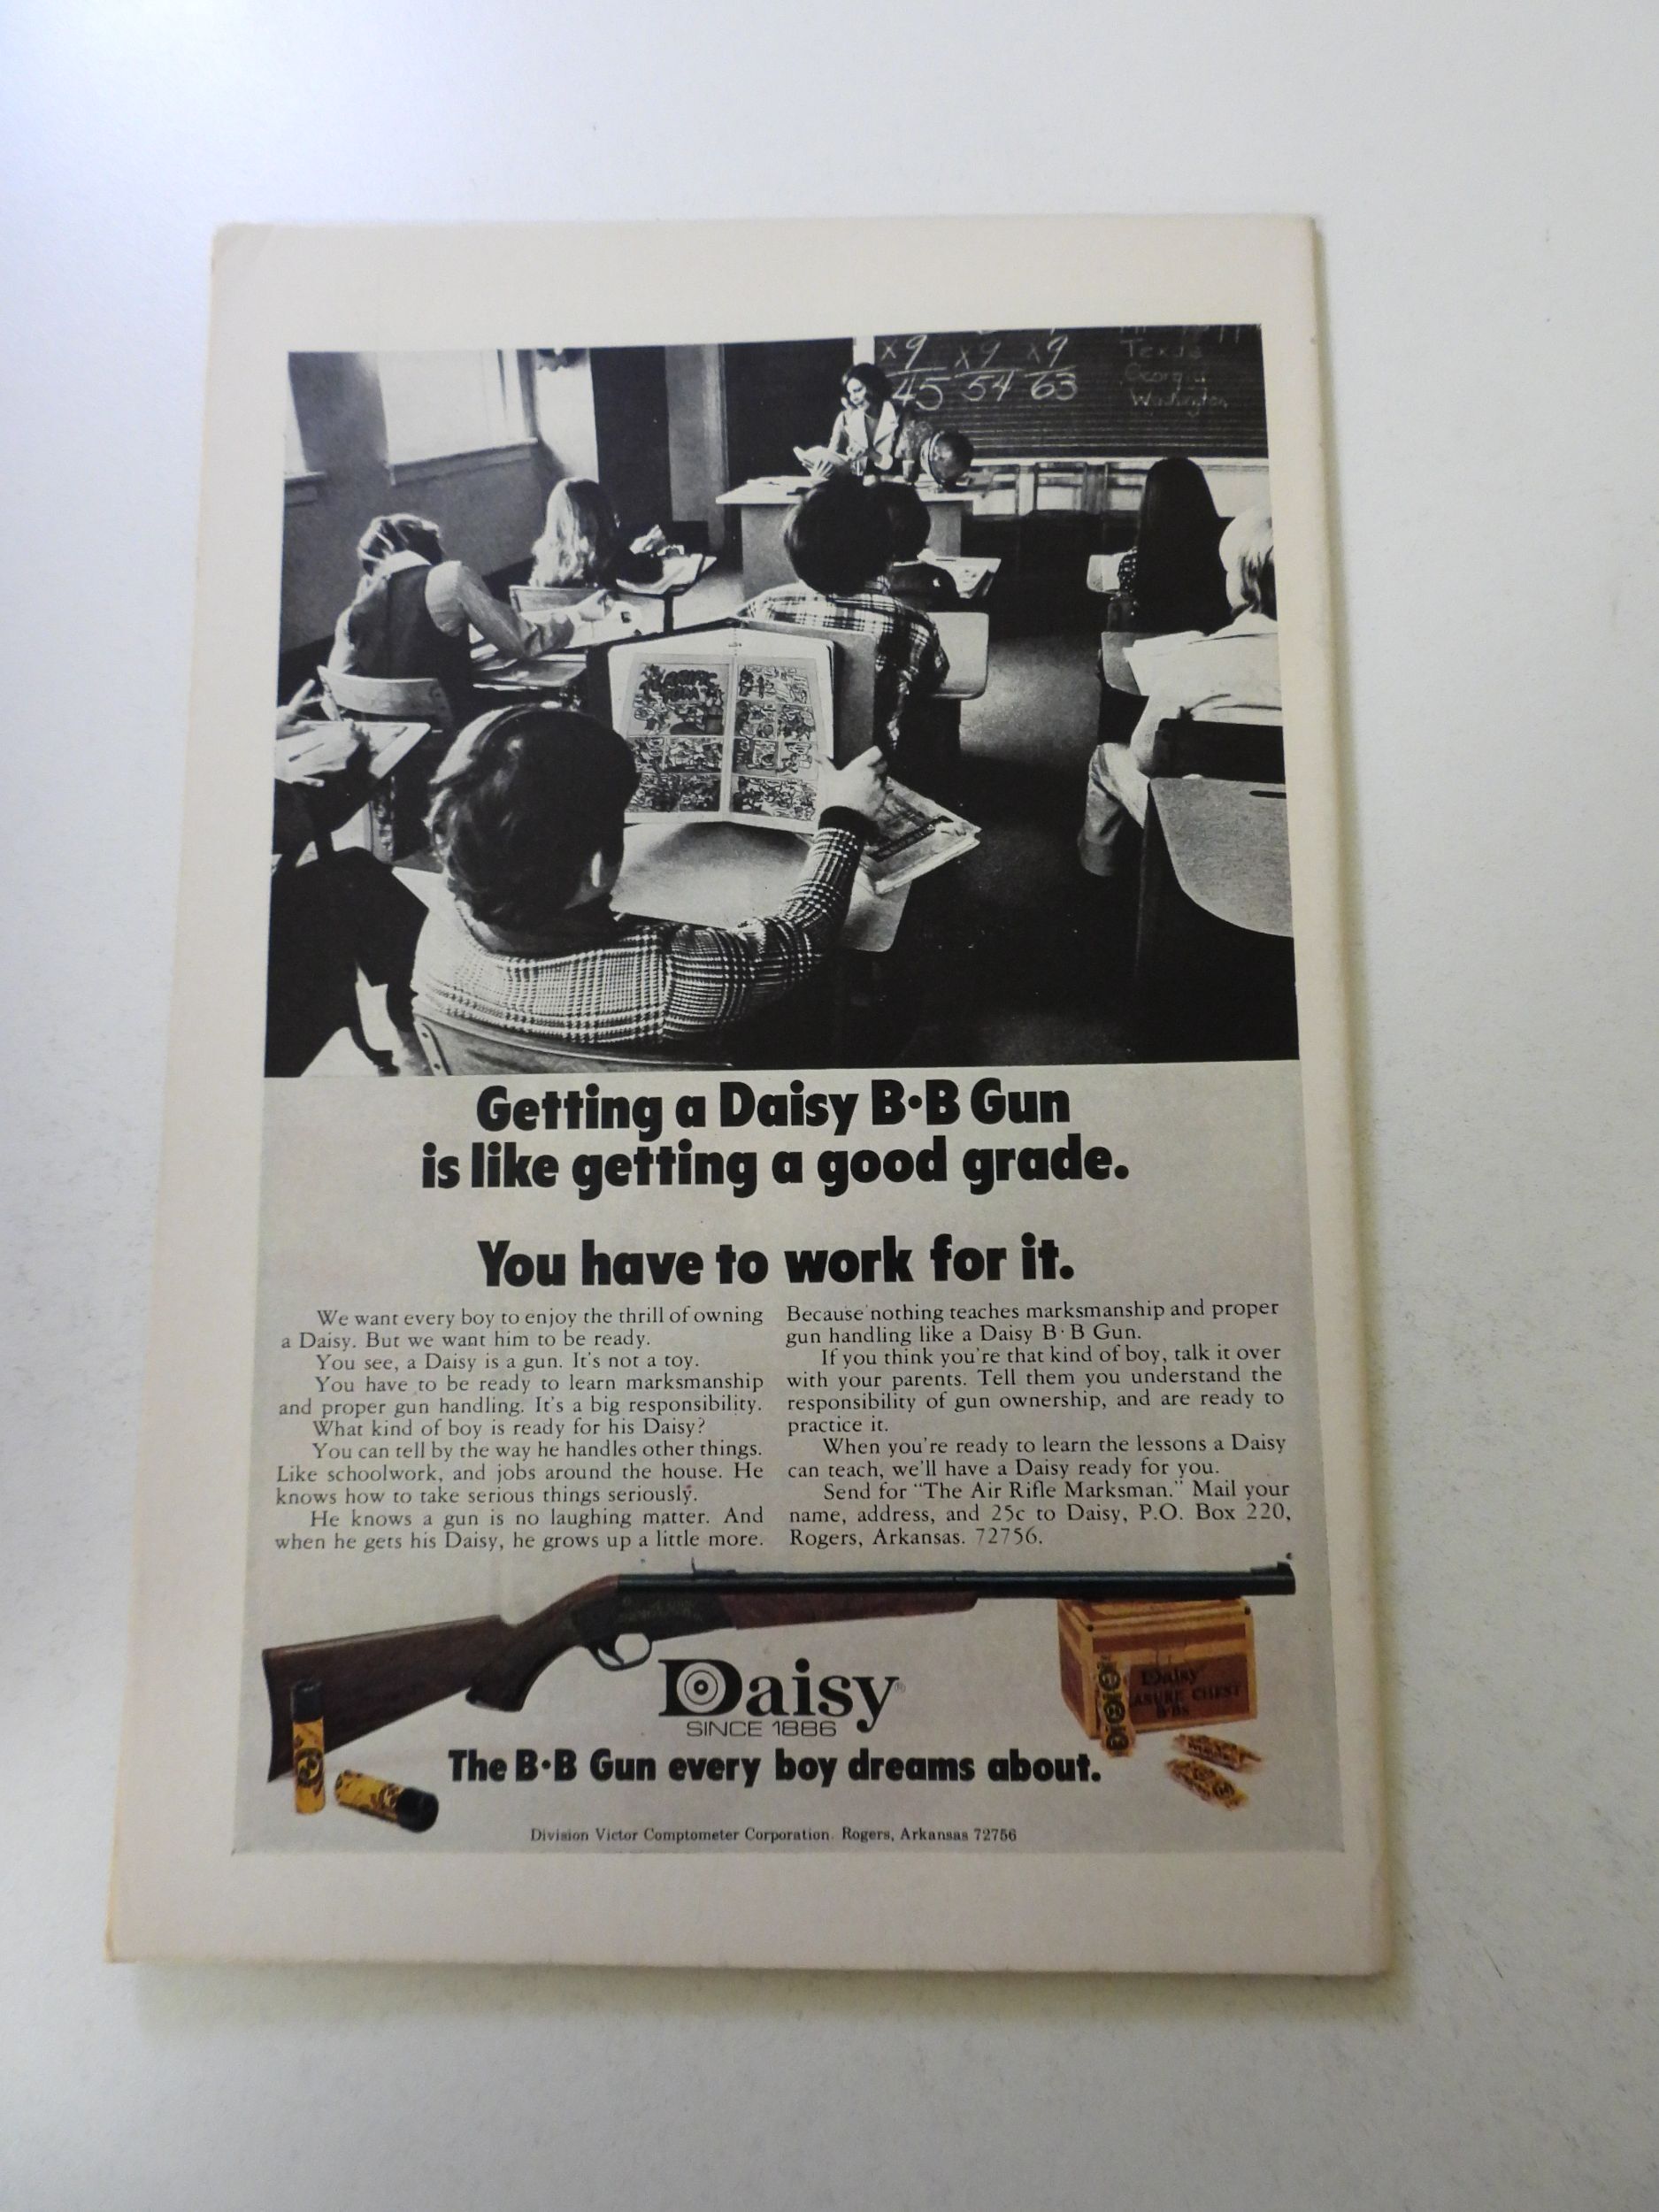 x 9 x 9 x 9
45 54 63
Texas
Georgia
Washington
Getting a Daisy B·B Gun
is like getting a good grade.
You have to work for it.
We want every boy to enjoy the thrill of owning
a Daisy. But we want him to be ready.
You see, a Daisy is a gun. It's not a toy.
You have to be ready to learn marksmanship
and proper gun handling. It's a big responsibility.
What kind of boy is ready for his Daisy?
You can tell by the way he handles other things.
Like schoolwork, and jobs around the house. He
knows how to take serious things seriously.
He knows a gun is no laughing matter. And
when he gets his Daisy, he grows up a little more.
Because nothing teaches marksmanship and proper
gun handling like a Daisy B·B Gun.
If you think you're that kind of boy, talk it over
with your parents. Tell them you understand the
responsibility of gun ownership, and are ready to
practice it.
When you're ready to learn the lessons a Daisy
can teach, we'll have a Daisy ready for you.
Send for "The Air Rifle Marksman." Mail your
name, address, and 25c to Daisy, P.O. Box 220,
Rogers, Arkansas. 72756.
Daisy
CHEST
Daisy®
SINCE 1886
The B·B Gun every boy dreams about.
Division Victor Comptometer Corporation. Rogers, Arkansas 72756